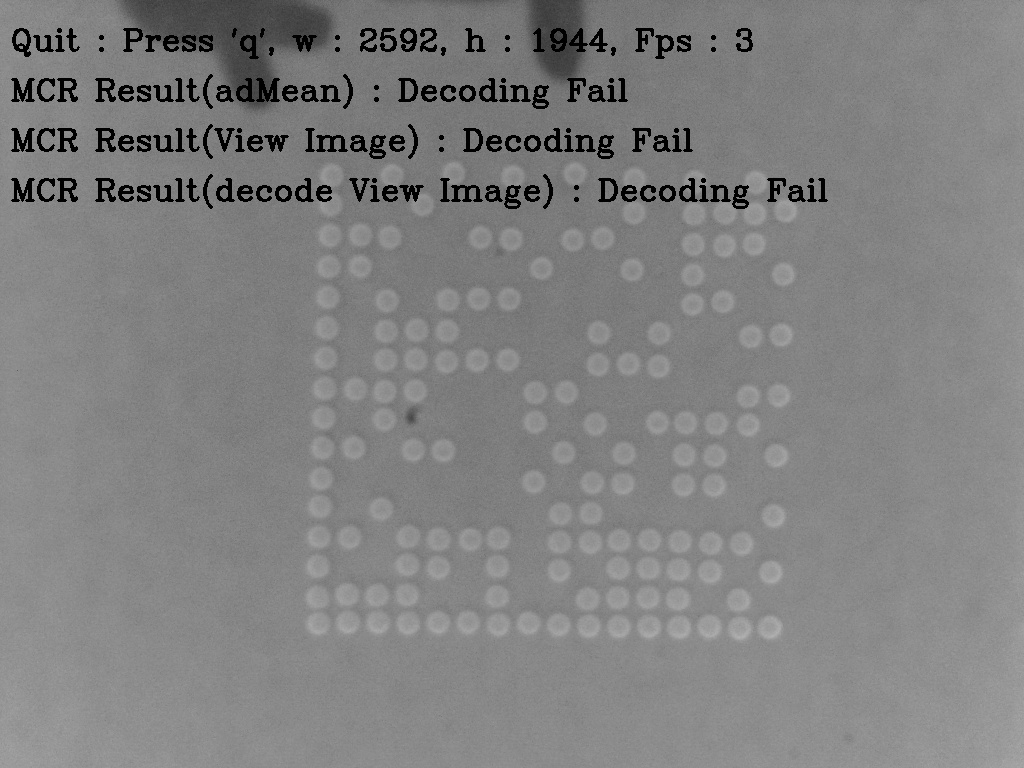 Quit : Press 'q', w : 2592, h : 1944, Fps : 3
MCR Result(adMean) : Decoding Fail
MCR Result(View Image) : Decoding Fail
MCR Result(decode View Image) : Decoding Fail